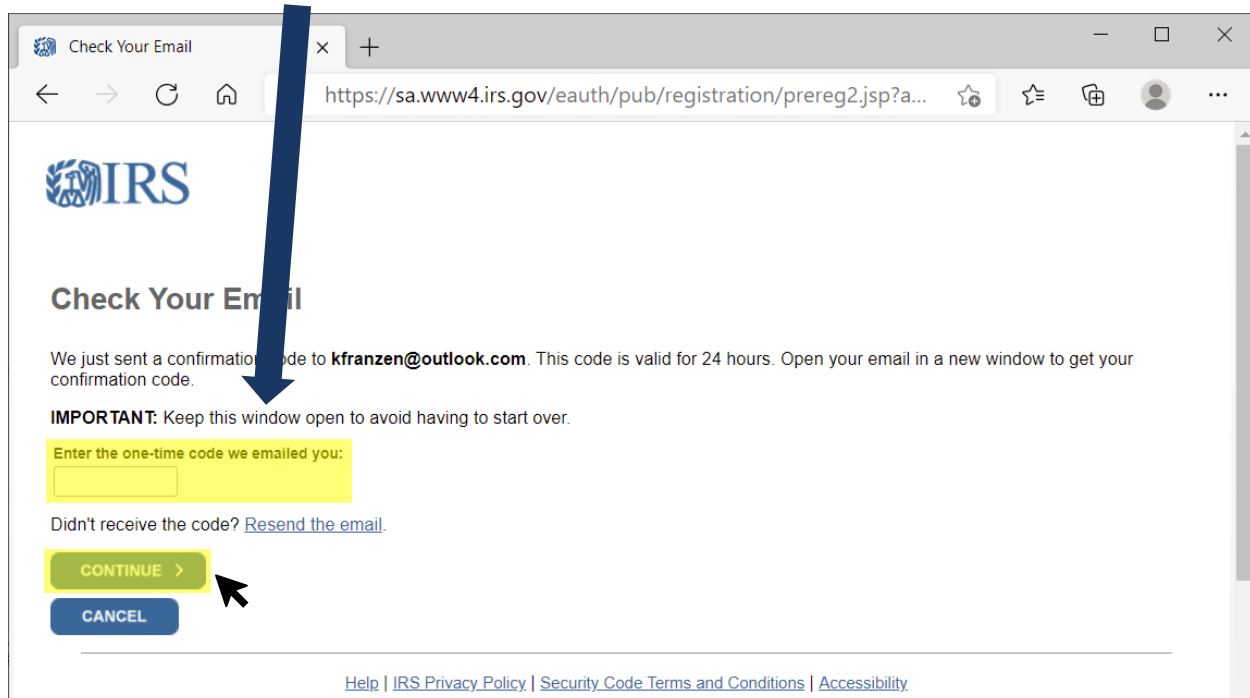 Check Your Email
https://sa.www4.irs.gov/eauth/pub/registration/prereg2.jsp?a...
IRS
Check Your Email
We just sent a confirmation code to kfranzen@outlook.com. This code is valid for 24 hours. Open your email in a new window to get your
confirmation code.
IMPORTANT: Keep this window open to avoid having to start over.
Enter the one-time code we emailed you:
Didn't receive the code? Resend the email.
CONTINUE >
CANCEL
Help | IRS Privacy Policy | Security Code Terms and Conditions | Accessibility